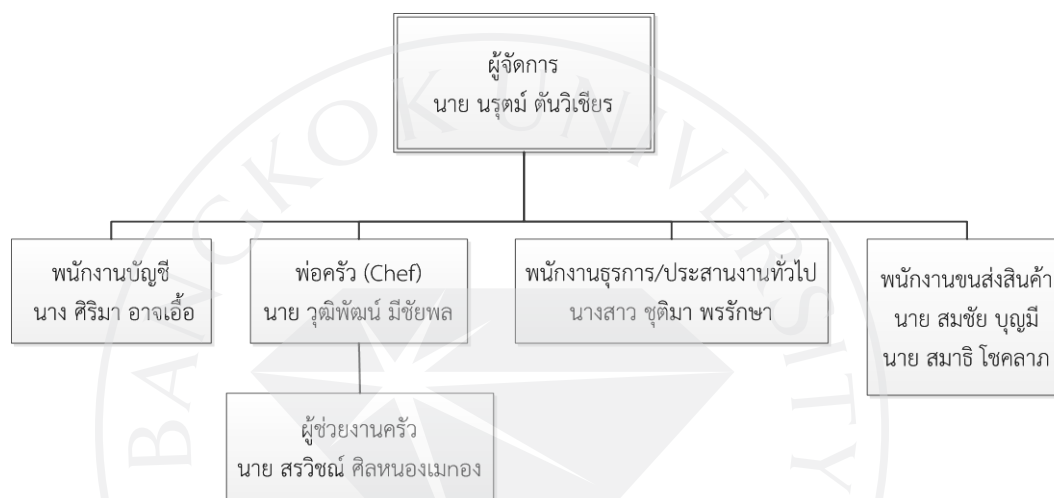 ผู้จัดการ
นาย นรุตม์ ตันวิเชียร
พนักงานบัญชี
นาง ศิริมา อาจเอื้อ
พ่อครัว (Chef)
นาย วุฒิพัฒน์ มีชัยพล
พนักงานธุรการ/ประสานงานทั่วไป
นางสาว ชุติมา พรรักษา
พนักงานขนส่งสินค้า
นาย สมชัย บุญมี
นาย สมาธิ โชคลาภ
ผู้ช่วยงานครัว
นาย สรวิชณ์ ศิลหนองเมทอง
BANGKOK UNIVERSITY